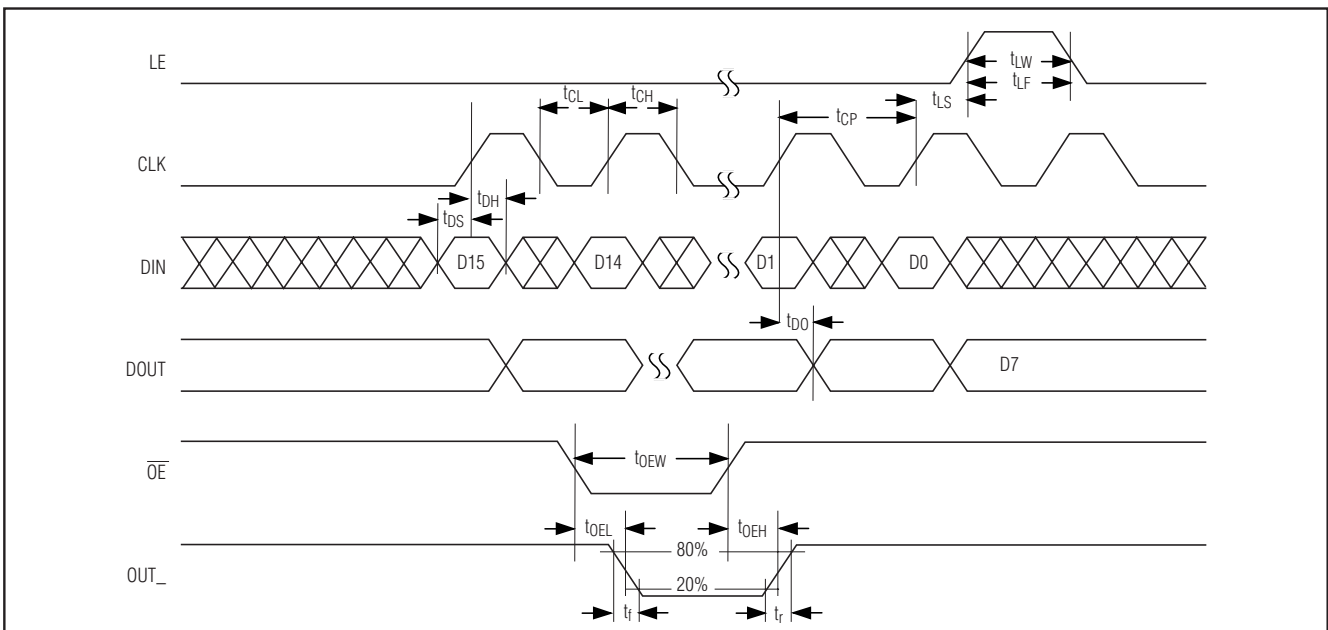 LE
tLW
tLF
tLS
tCL
tCH
tCP
CLK
tDH
tDS
DIN
D15
D14
D1
D0
tDO
DOUT
D7
OE
tOEW
tOEL
tOEH
80%
OUT_
20%
tf
tr